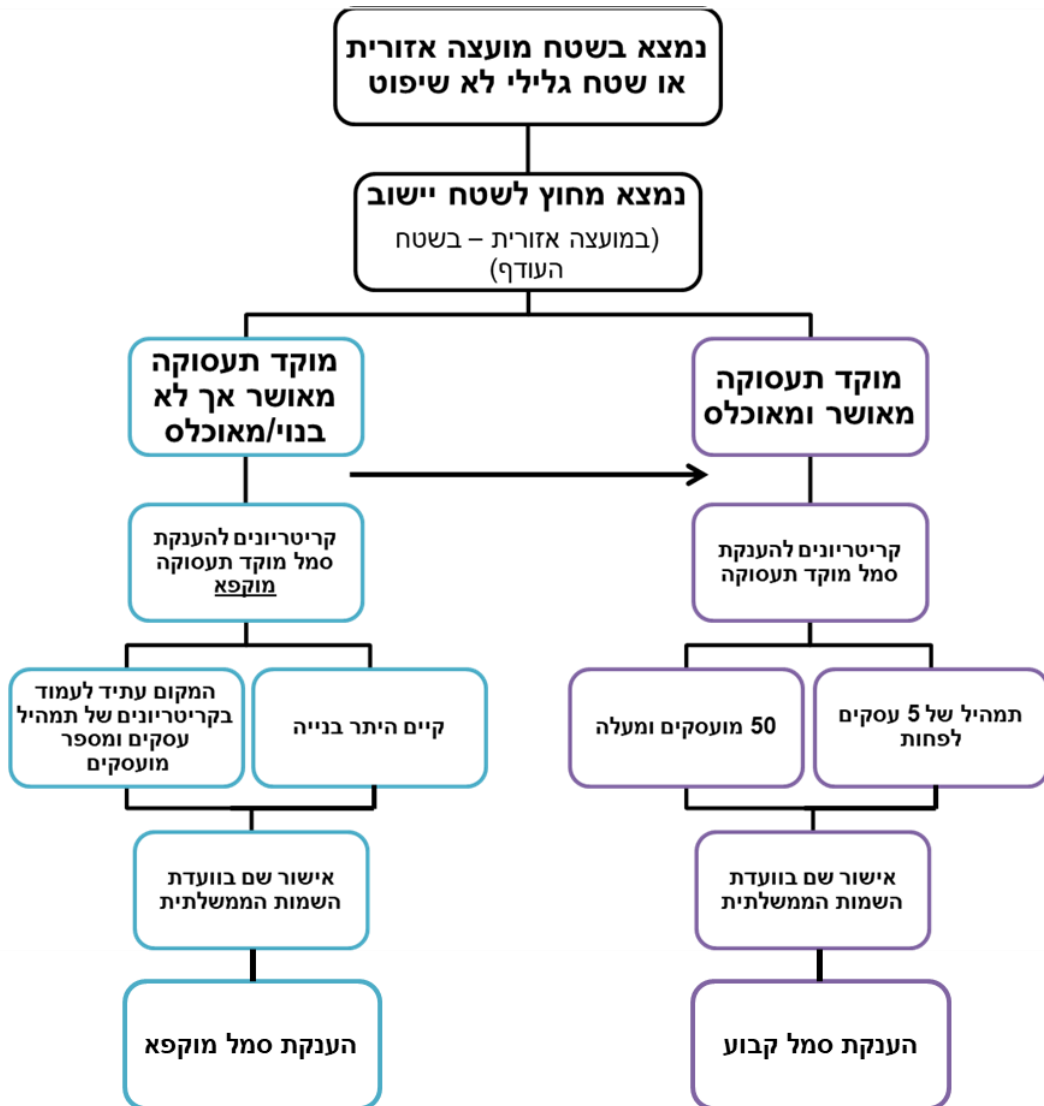 נמצא בשטח מועצה אזורית
או שטח גלילי לא שיפוט
נמצא מחוץ לשטח יישוב
(במועצה אזורית – בשטח
העודף)
מוקד תעסוקה
מאושר ומאוכלס
מוקד תעסוקה
מאושר אך לא
בנוי/מאוכלס
קריטריונים להענקת
סמל מוקד תעסוקה
קריטריונים להענקת
סמל מוקד תעסוקה
מוקפא
תמהיל של 5 עסקים
לפחות
50 מועסקים ומעלה
קיים היתר בנייה
המקום עתיד לעמוד
בקריטריונים של תמהיל
עסקים ומספר
מועסקים
אישור שם בוועדת
השמות הממשלתית
אישור שם בוועדת
השמות הממשלתית
הענקת סמל קבוע
הענקת סמל מוקפא